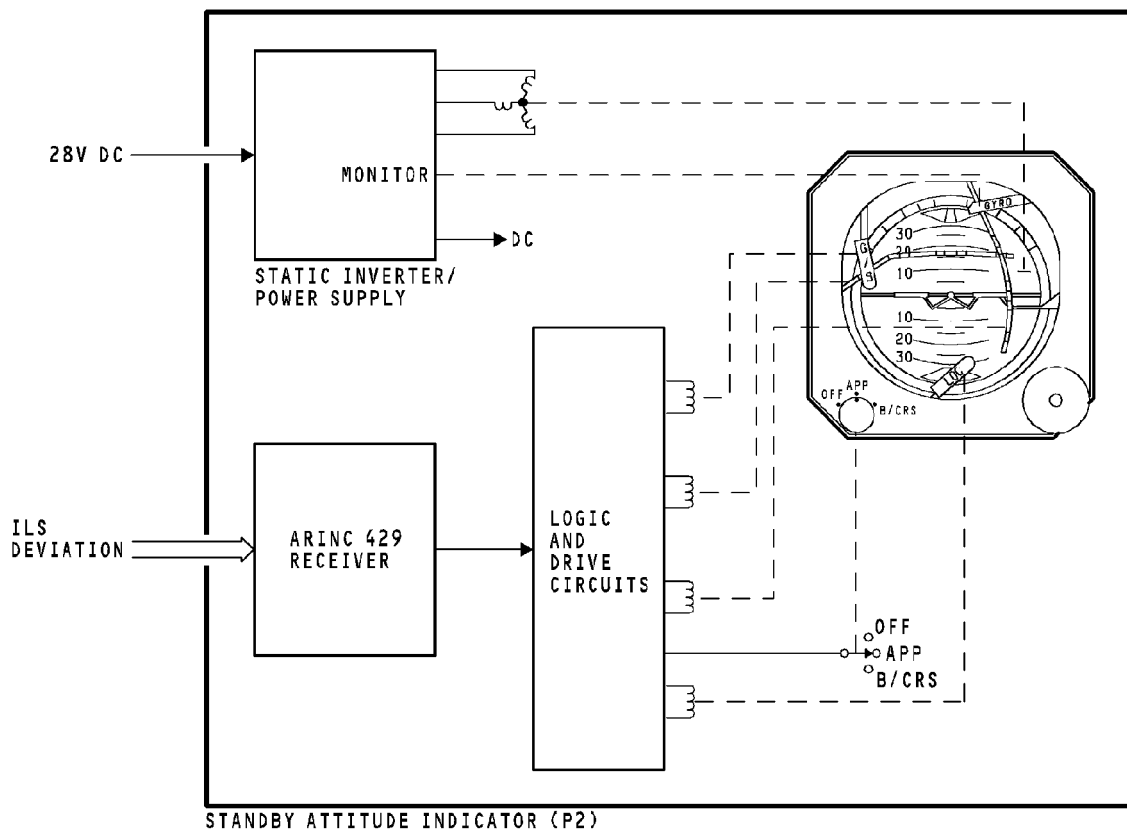 28V DC
MONITOR
DC
STATIC INVERTER/
POWER SUPPLY
GYRO
G/S
30
20
10
10
20
30
OFF
APP
B/CRS
ILS
DEVIATION
ARINC 429
RECEIVER
LOGIC
AND
DRIVE
CIRCUITS
OFF
APP
B/CRS
STANDBY ATTITUDE INDICATOR (P2)